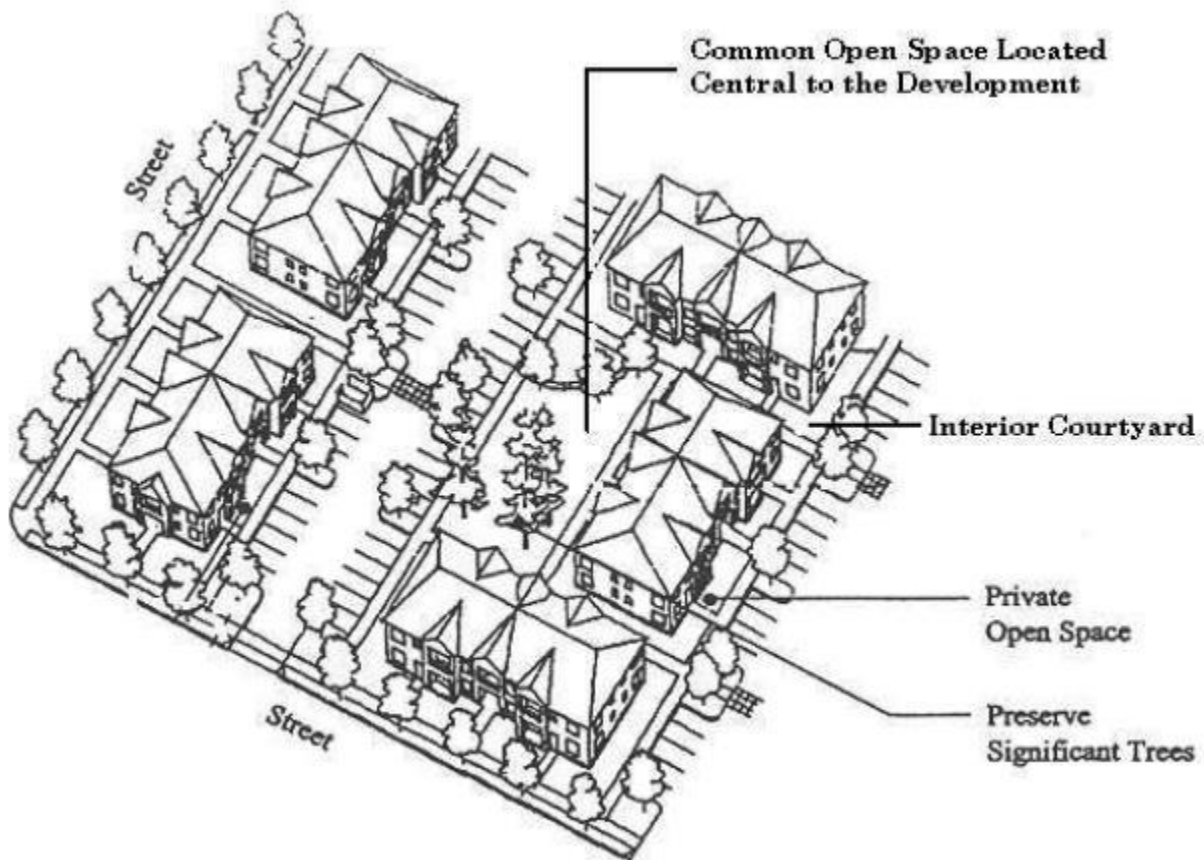 Common Open Space Located
Central to the Development
Street
Interior Courtyard
Private
Open Space
Preserve
Significant Trees
Street